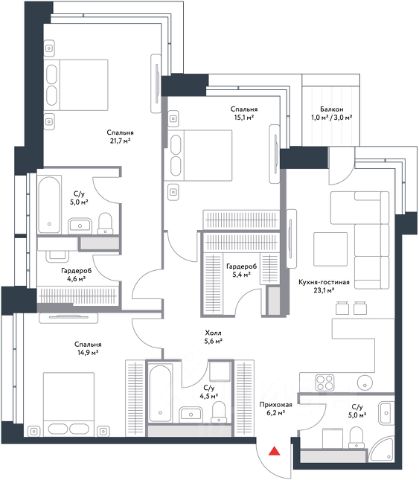 Спальня
21,7 м²
Спальня
15,1 м²
Балкон
1,0 м² / 3,0 м²
С/у
5,0 м²
Гардероб
4,6 м²
Гардероб
5,4 м²
Кухня-гостиная
23,1 м²
Спальня
14,9 м²
Холл
5,6 м²
С/у
4,5 м²
Прихожая
6,2 м²
С/у
5,0 м²